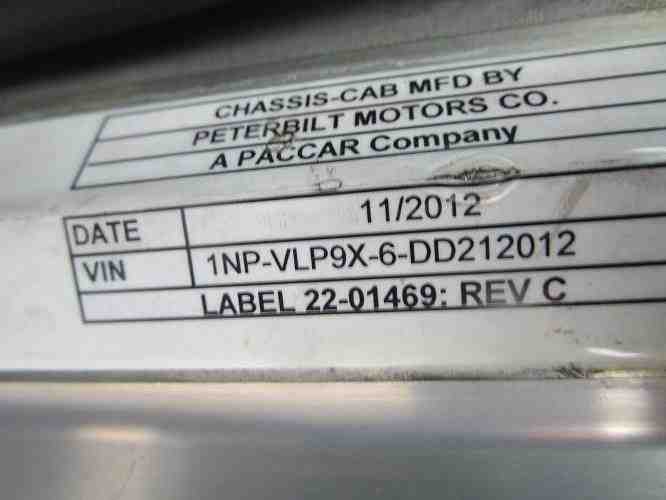 CHASSIS-CAB MFD BY
PETERBILT MOTORS CO.
A PACCAR Company
DATE 11/2012
VIN 1NP-VLP9X-6-DD212012
LABEL 22-01469: REV C